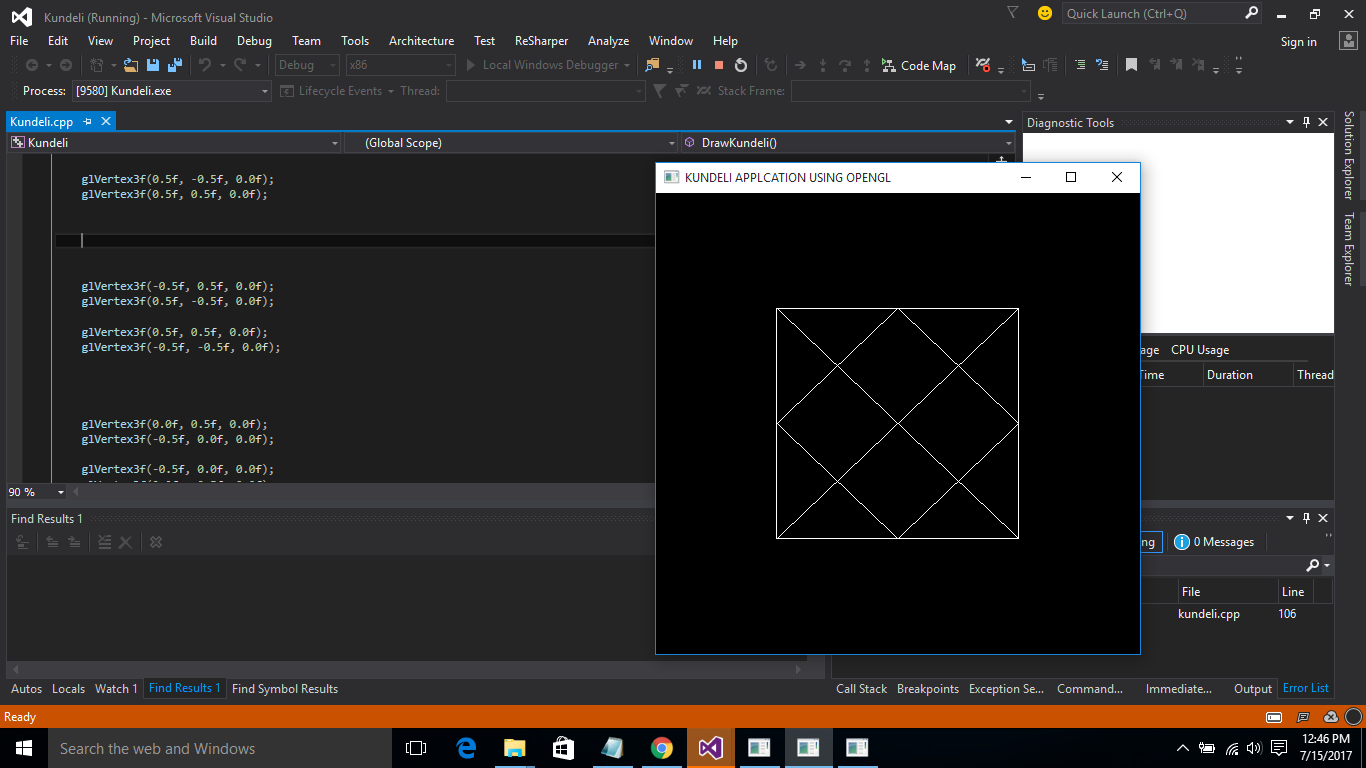 Kundeli (Running) - Microsoft Visual Studio
Quick Launch (Ctrl+Q)
File Edit View Project Build Debug Team Tools Architecture Test ReSharper Analyze Window Help
Sign in
Debug x86 Local Windows Debugger Code Map
Process: [9580] Kundeli.exe Lifecycle Events Thread: Stack Frame:
Kundeli.cpp
Kundeli (Global Scope) DrawKundeli()
glVertex3f(0.5f, -0.5f, 0.0f);
glVertex3f(0.5f, 0.5f, 0.0f);
glVertex3f(-0.5f, 0.5f, 0.0f);
glVertex3f(0.5f, -0.5f, 0.0f);
glVertex3f(0.5f, 0.5f, 0.0f);
glVertex3f(-0.5f, -0.5f, 0.0f);
glVertex3f(0.0f, 0.5f, 0.0f);
glVertex3f(-0.5f, 0.0f, 0.0f);
glVertex3f(-0.5f, 0.0f, 0.0f);
90 %
KUNDELI APPLCATION USING OPENGL
Diagnostic Tools
age CPU Usage
Time Duration Thread
Solution Explorer
Team Explorer
Find Results 1
ng 0 Messages
File Line
kundeli.cpp 106
Autos Locals Watch 1 Find Results 1 Find Symbol Results
Call Stack Breakpoints Exception Se... Command... Immediate... Output Error List
Ready
Search the web and Windows
12:46 PM
7/15/2017